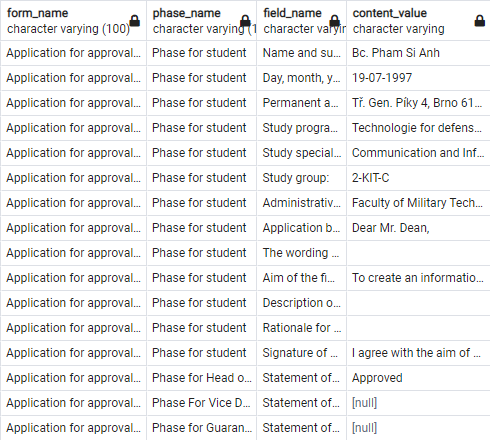 form_name phase_name field_name content_value
character varying (100) character varying (1 character varyin character varying
Application for approval... Phase for student Name and su... Bc. Pham Si Anh
Application for approval... Phase for student Day, month, y... 19-07-1997
Application for approval... Phase for student Permanent a... Tř. Gen. Píky 4, Brno 61...
Application for approval... Phase for student Study progra... Technologie for defens...
Application for approval... Phase for student Study special... Communication and Inf...
Application for approval... Phase for student Study group: 2-KIT-C
Application for approval... Phase for student Administrativ... Faculty of Military Tech...
Application for approval... Phase for student Application b... Dear Mr. Dean,
Application for approval... Phase for student The wording ...
Application for approval... Phase for student Aim of the fi... To create an informatio...
Application for approval... Phase for student Description o...
Application for approval... Phase for student Rationale for ...
Application for approval... Phase for student Signature of ... I agree with the aim of ...
Application for approval... Phase for Head o... Statement of... Approved
Application for approval... Phase For Vice D... Statement of... [null]
Application for approval... Phase for Guaran... Statement of... [null]